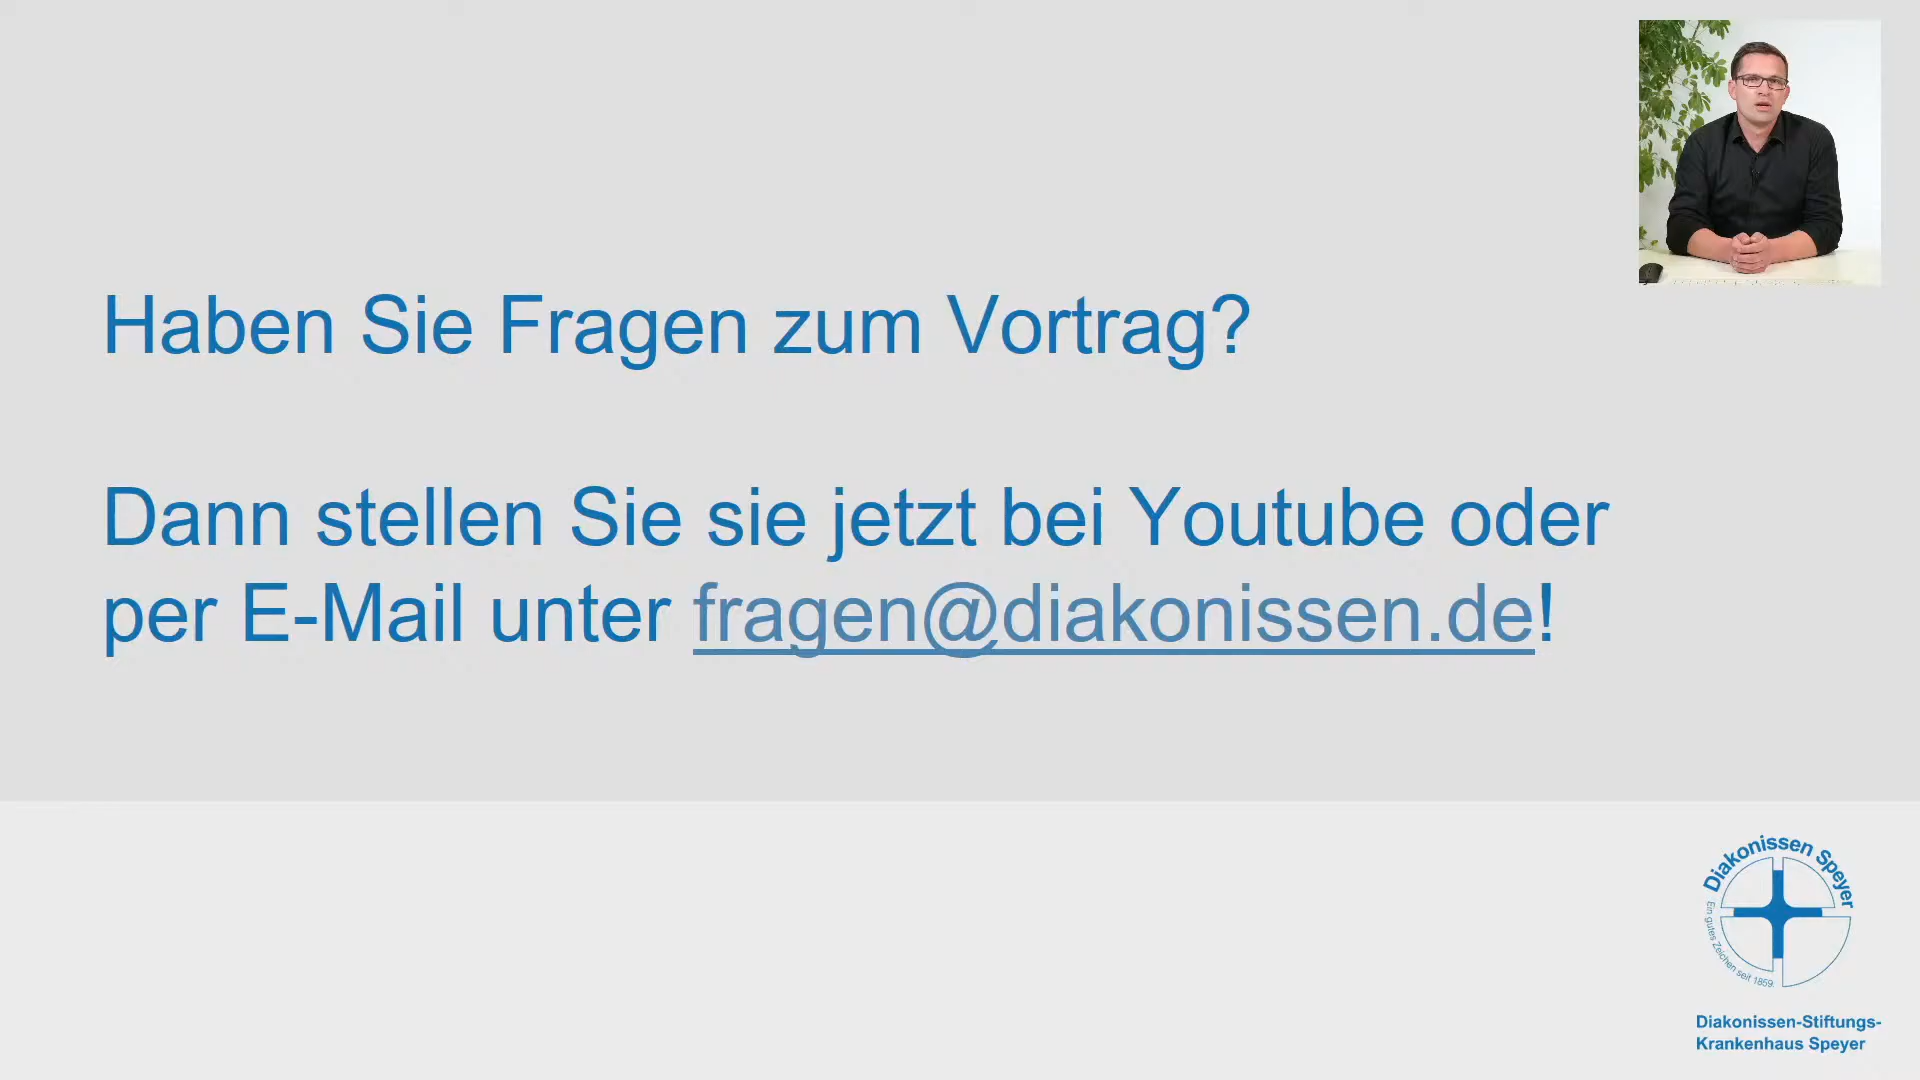 Haben Sie Fragen zum Vortrag?
Dann stellen Sie sie jetzt bei Youtube oder
per E-Mail unter fragen@diakonissen.de!
Diakonissen Speyer
Ein gutes Zeichen seit 1859.
Diakonissen-Stiftungs-
Krankenhaus Speyer